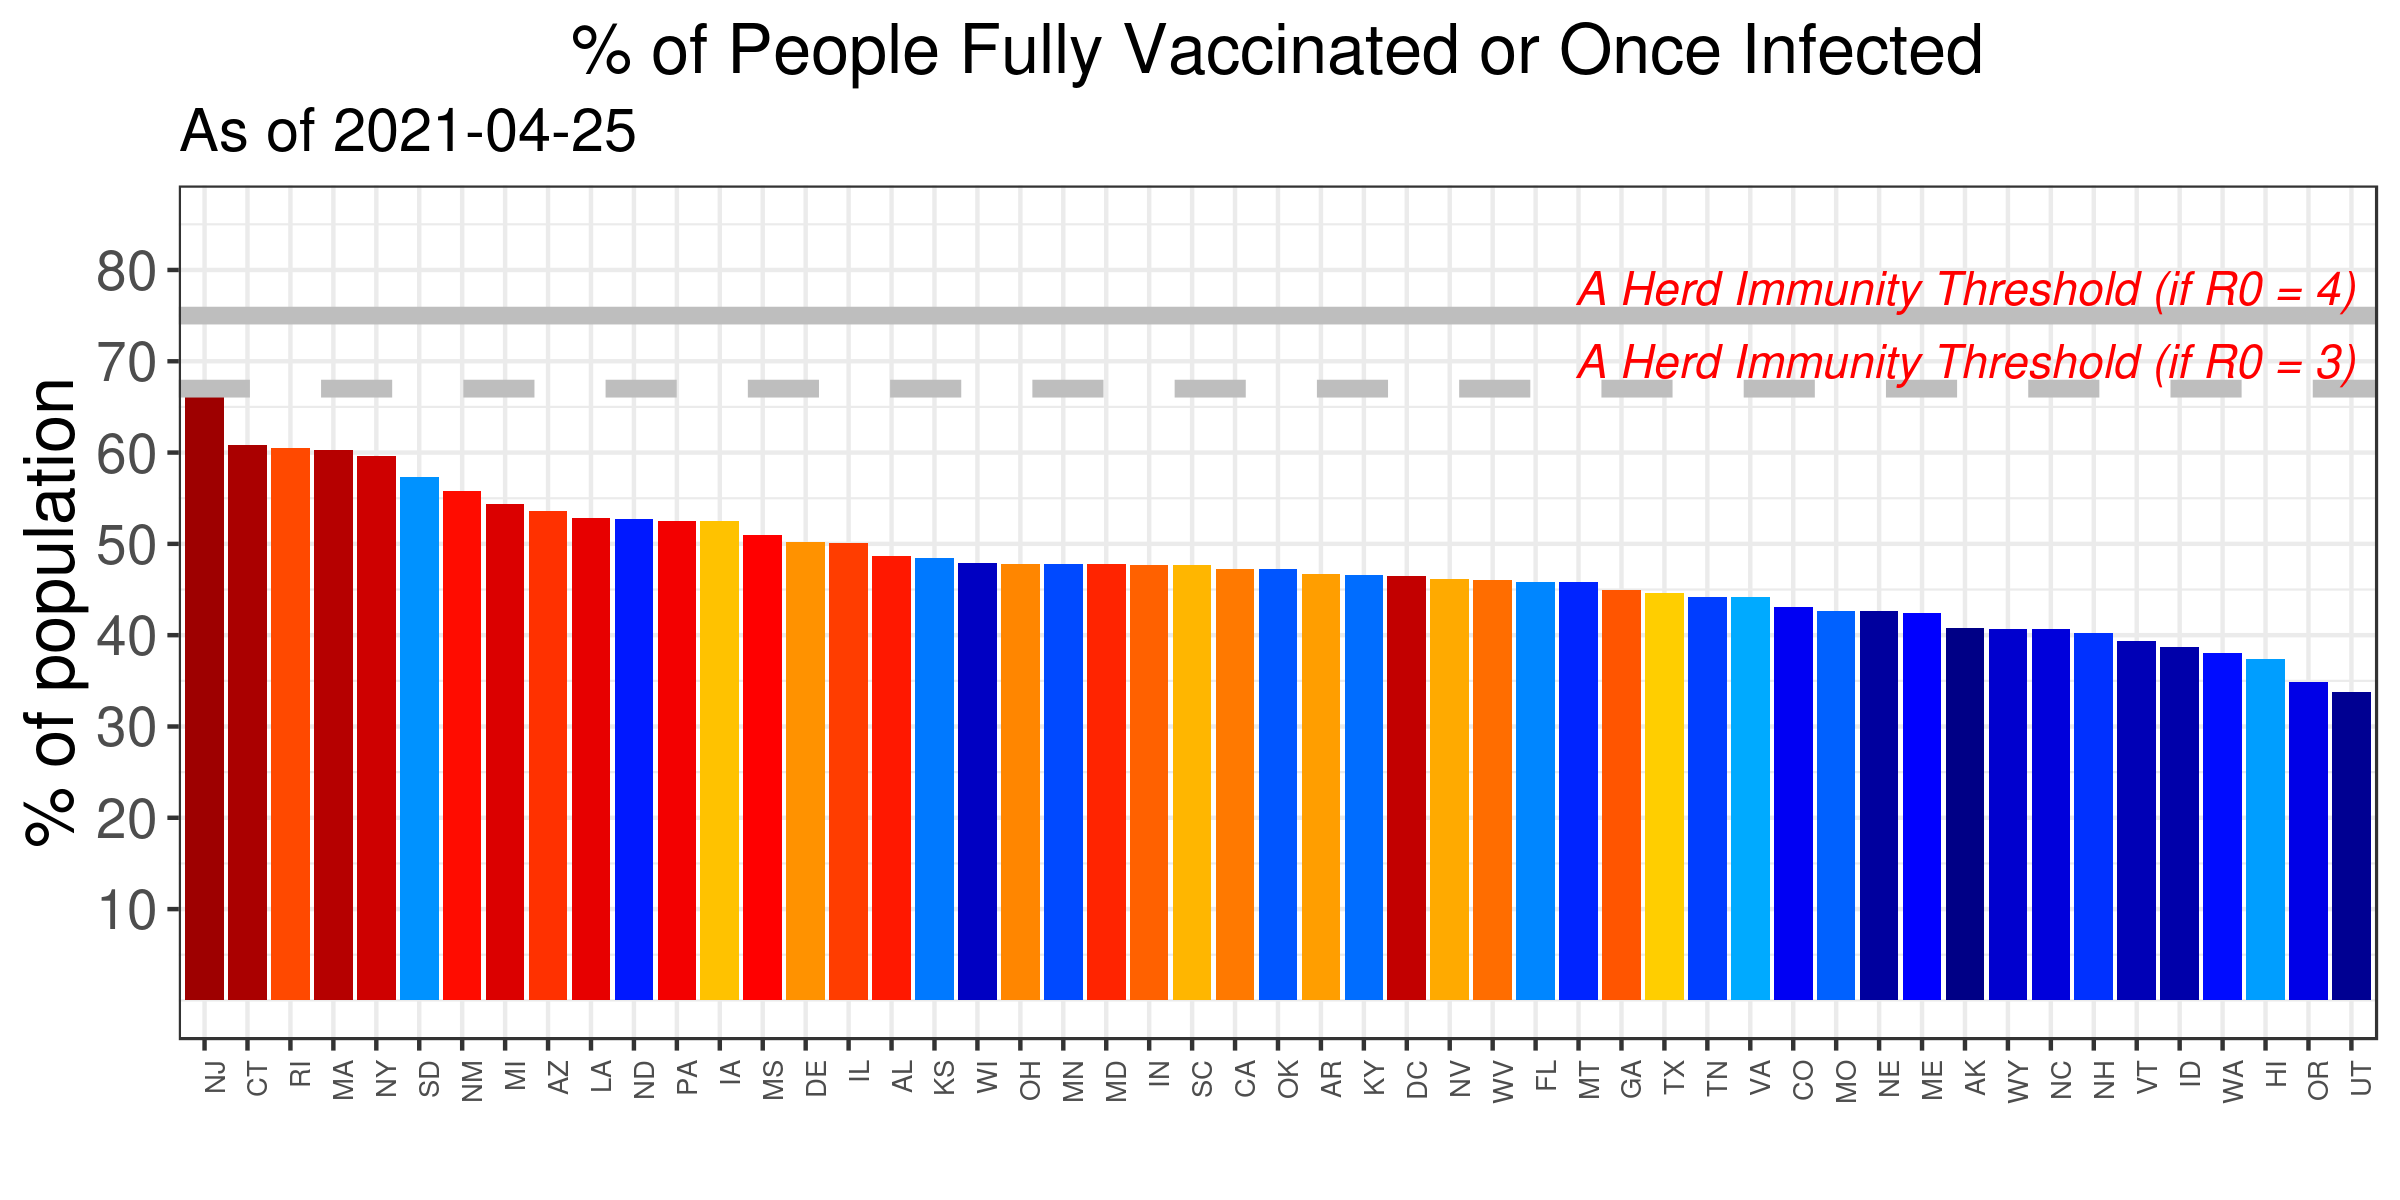 % of People Fully Vaccinated or Once Infected
As of 2021-04-25
% of population
80
70
60
50
40
30
20
10
A Herd Immunity Threshold (if R0 = 4)
A Herd Immunity Threshold (if R0 = 3)
NJ CT RI MA NY SD NM MI AZ LA ND PA IA MS DE IL AL KS WI OH MN MD IN SC CA OK AR KY DC NV WV FL MT GA TX TN VA CO MO NE ME AK WY NC NH VT ID WA HI OR UT